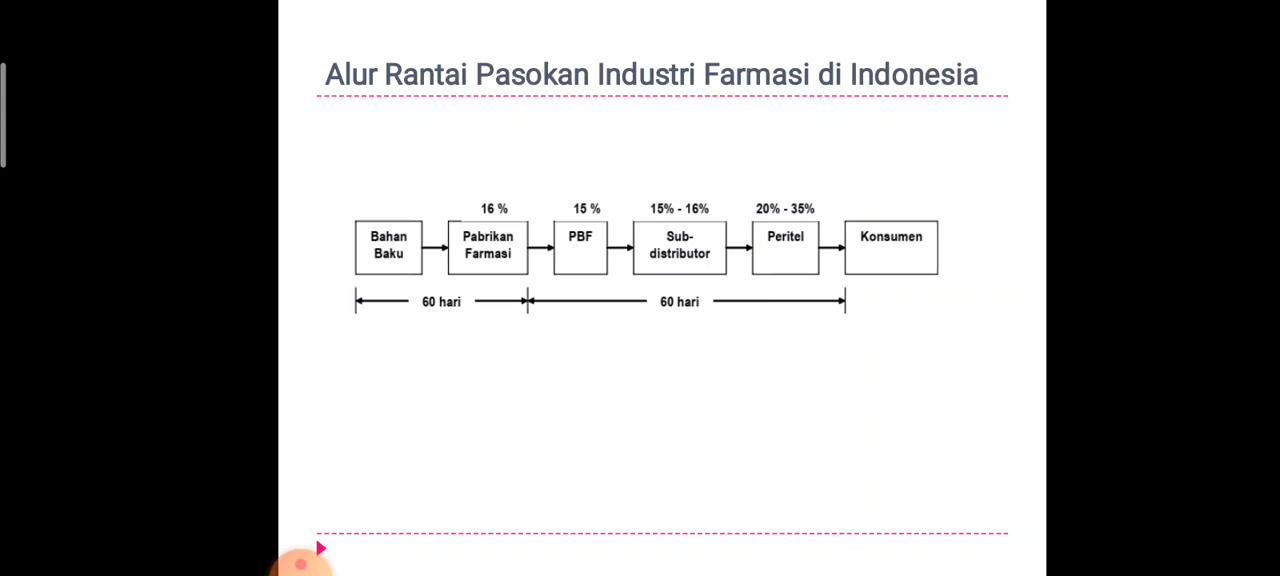 Alur Rantai Pasokan Industri Farmasi di Indonesia
16 % 15 % 15% - 16% 20% - 35%
Bahan Baku
Pabrikan Farmasi
PBF
Sub-
distributor
Peritel
Konsumen
60 hari 60 hari